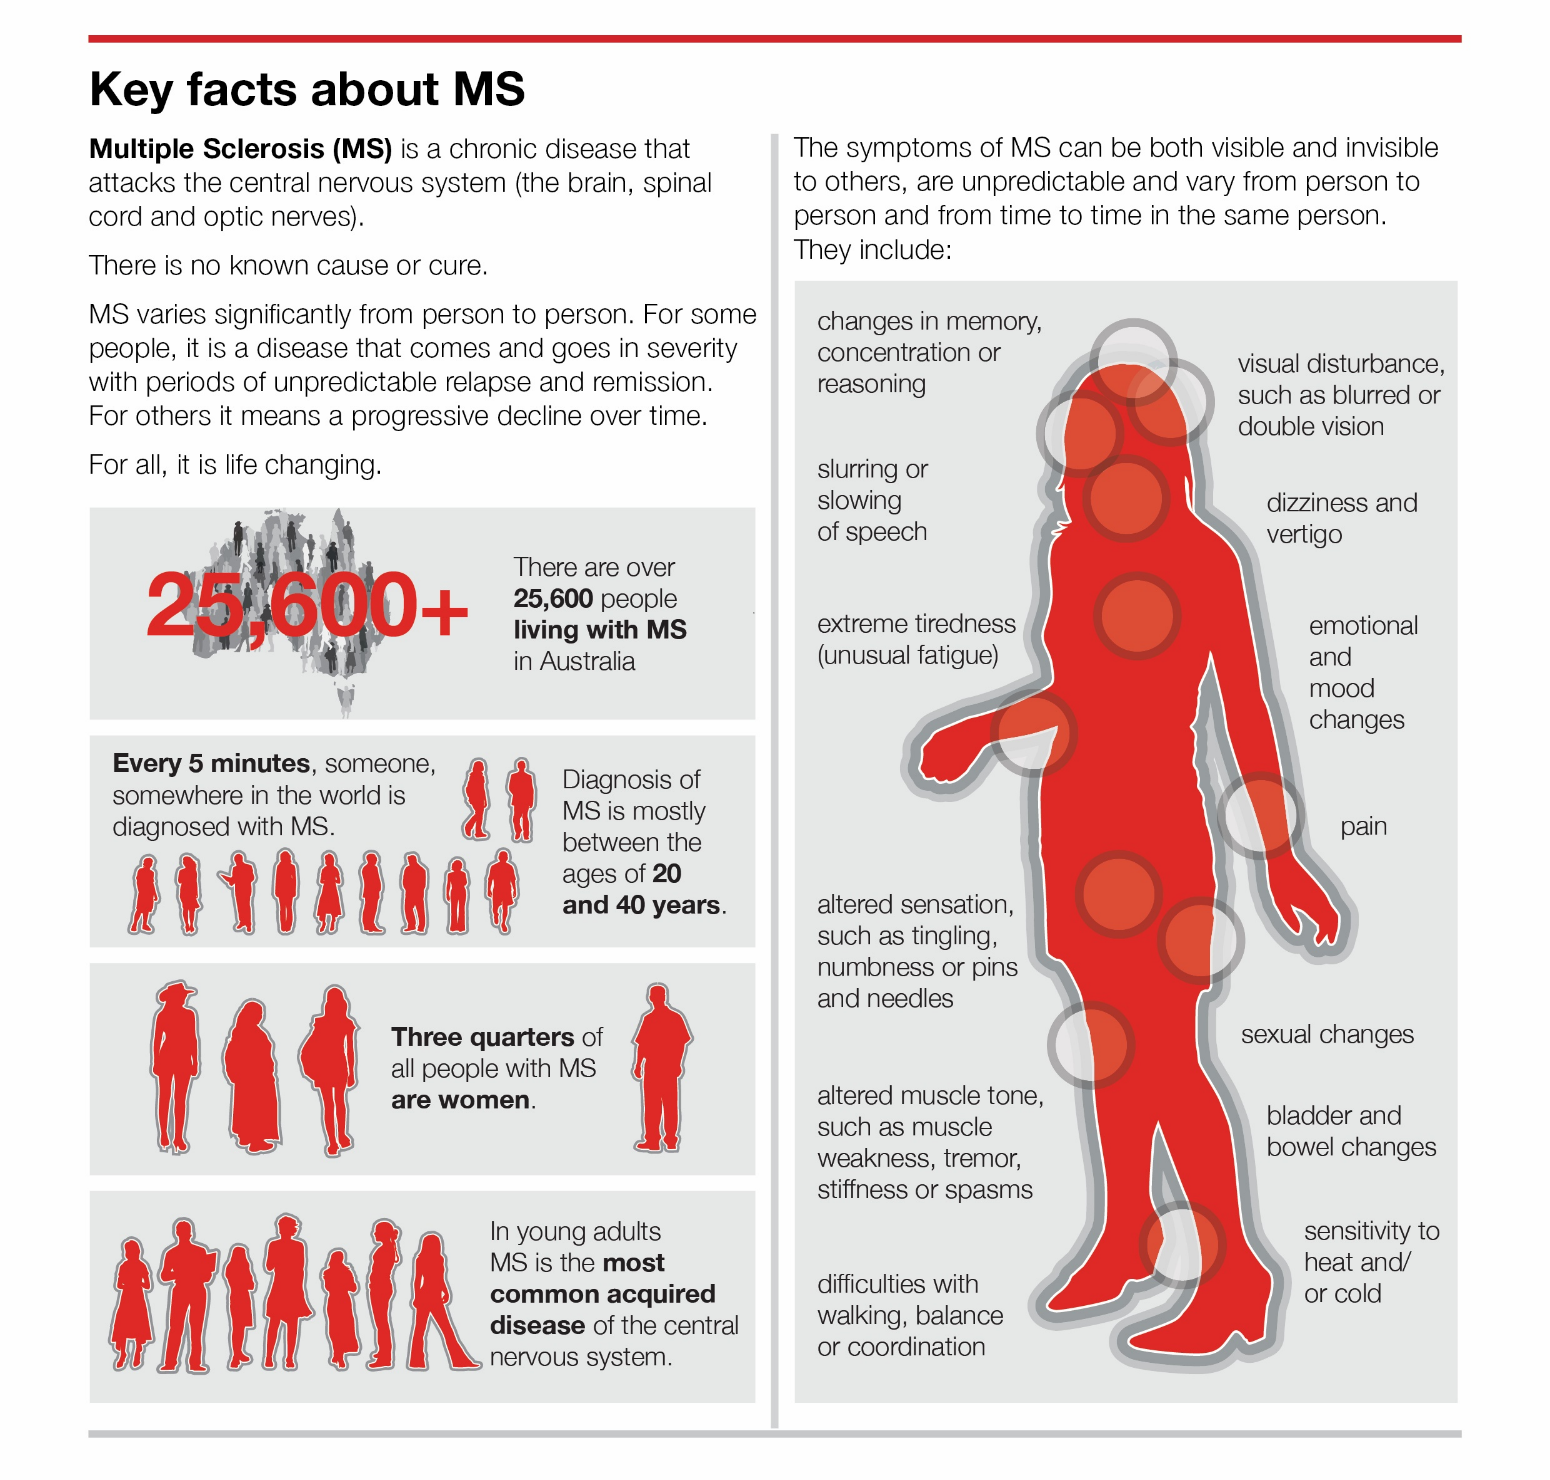 Key facts about MS
Multiple Sclerosis (MS) is a chronic disease that
attacks the central nervous system (the brain, spinal
cord and optic nerves).
There is no known cause or cure.
MS varies significantly from person to person. For some
people, it is a disease that comes and goes in severity
with periods of unpredictable relapse and remission.
For others it means a progressive decline over time.
For all, it is life changing.
25,600+
There are over
25,600 people
living with MS
in Australia
Every 5 minutes, someone,
somewhere in the world is
diagnosed with MS.
Diagnosis of
MS is mostly
between the
ages of 20
and 40 years.
Three quarters of
all people with MS
are women.
In young adults
MS is the most
common acquired
disease of the central
nervous system.
The symptoms of MS can be both visible and invisible
to others, are unpredictable and vary from person to
person and from time to time in the same person.
They include:
changes in memory,
concentration or
reasoning
slurring or
slowing
of speech
extreme tiredness
(unusual fatigue)
altered sensation,
such as tingling,
numbness or pins
and needles
altered muscle tone,
such as muscle
weakness, tremor,
stiffness or spasms
difficulties with
walking, balance
or coordination
visual disturbance,
such as blurred or
double vision
dizziness and
vertigo
emotional
and
mood
changes
pain
sexual changes
bladder and
bowel changes
sensitivity to
heat and/
or cold